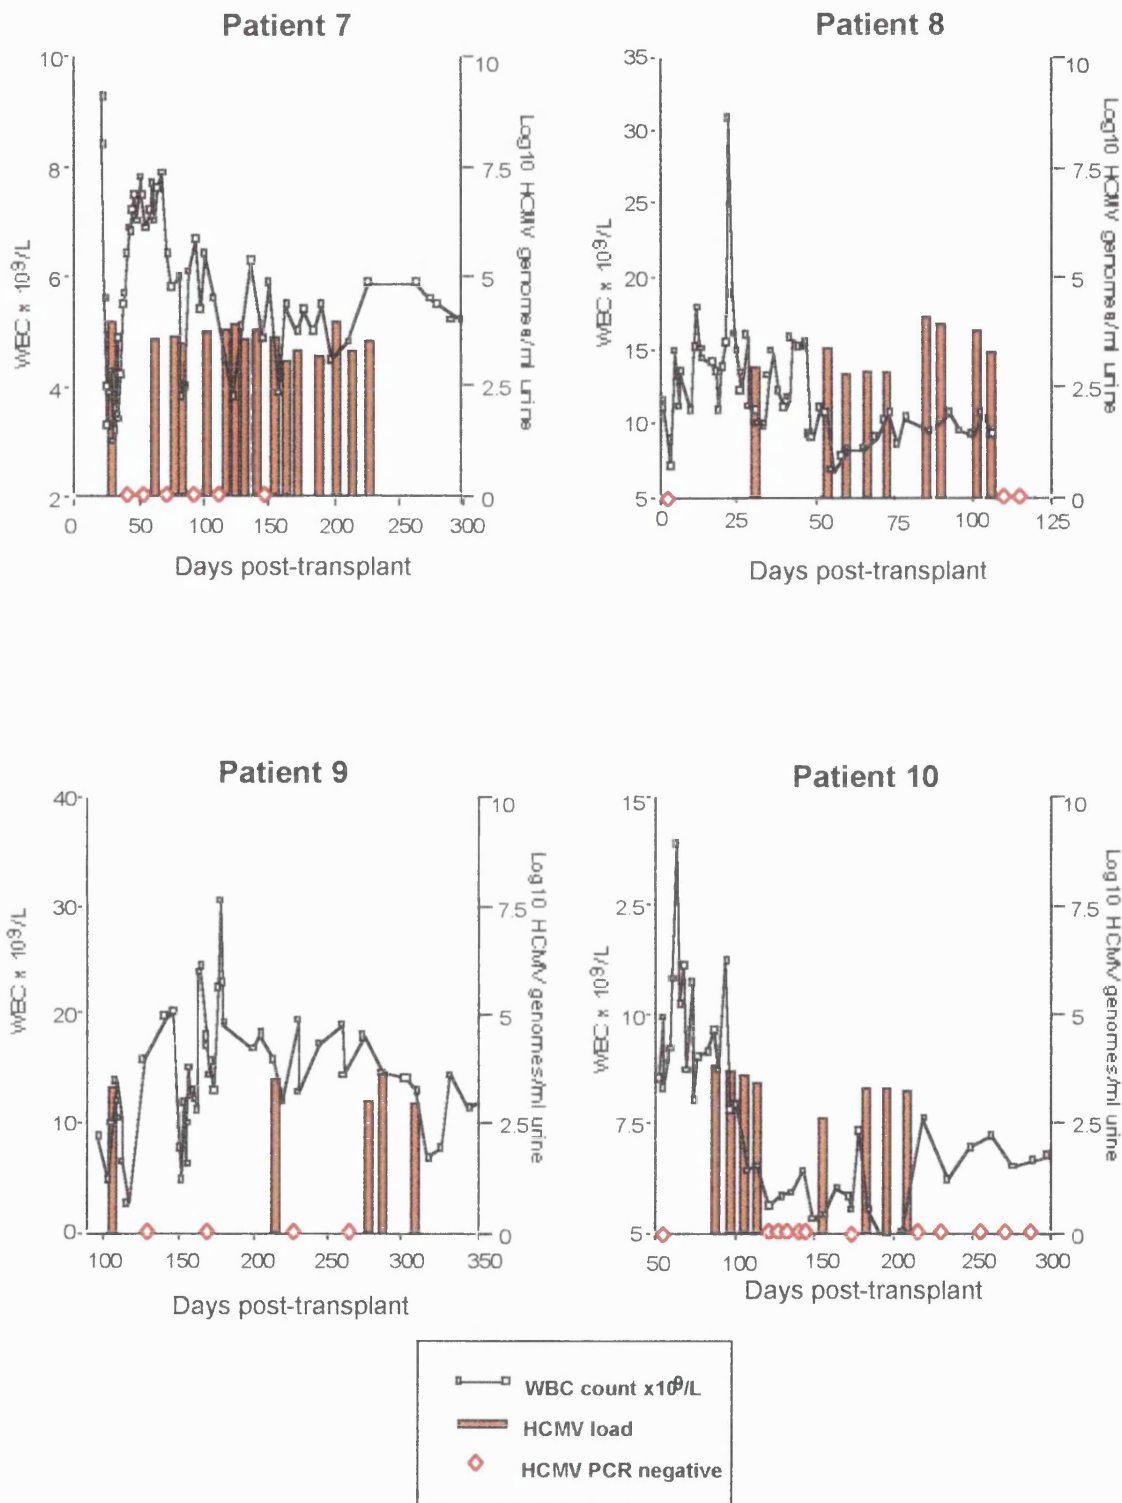 Patient 7
10
8
6
4
2
WBC x 10⁹/L
10
7.5
5
2.5
0
Log10 HCMV genomes/ml urine
0 50 100 150 200 250 300
Days post-transplant
Patient 8
35
30
25
20
15
10
5
WBC x 10⁹/L
10
7.5
5
2.5
0
Log10 HCMV genomes/ml urine
0 25 50 75 100 125
Days post-transplant
Patient 9
40
30
20
10
0
WBC x 10⁹/L
10
7.5
5
2.5
0
Log10 HCMV genomes/ml urine
100 150 200 250 300 350
Days post-transplant
Patient 10
15
2.5
10
7.5
5
WBC x 10⁹/L
10
7.5
5
2.5
0
Log10 HCMV genomes/ml urine
50 100 150 200 250 300
Days post-transplant
WBC count x10⁹/L
HCMV load
HCMV PCR negative